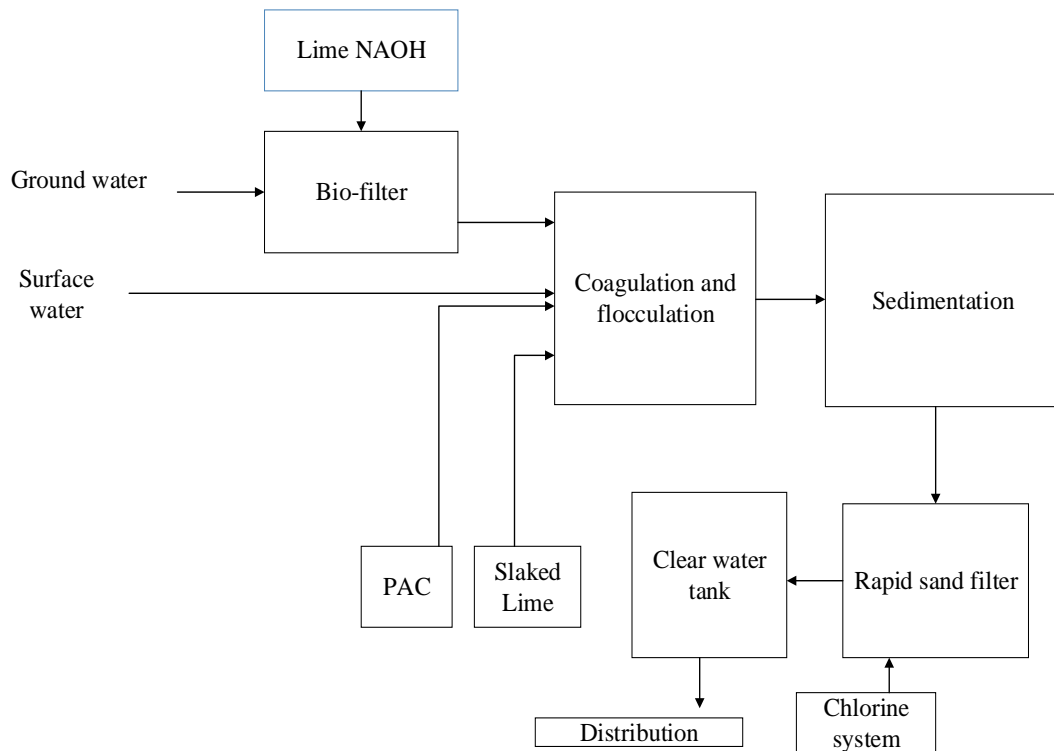 Lime NAOH
Ground water
Bio-filter
Surface
water
Coagulation and
flocculation
Sedimentation
PAC
Slaked
Lime
Clear water
tank
Rapid sand filter
Distribution
Chlorine
system